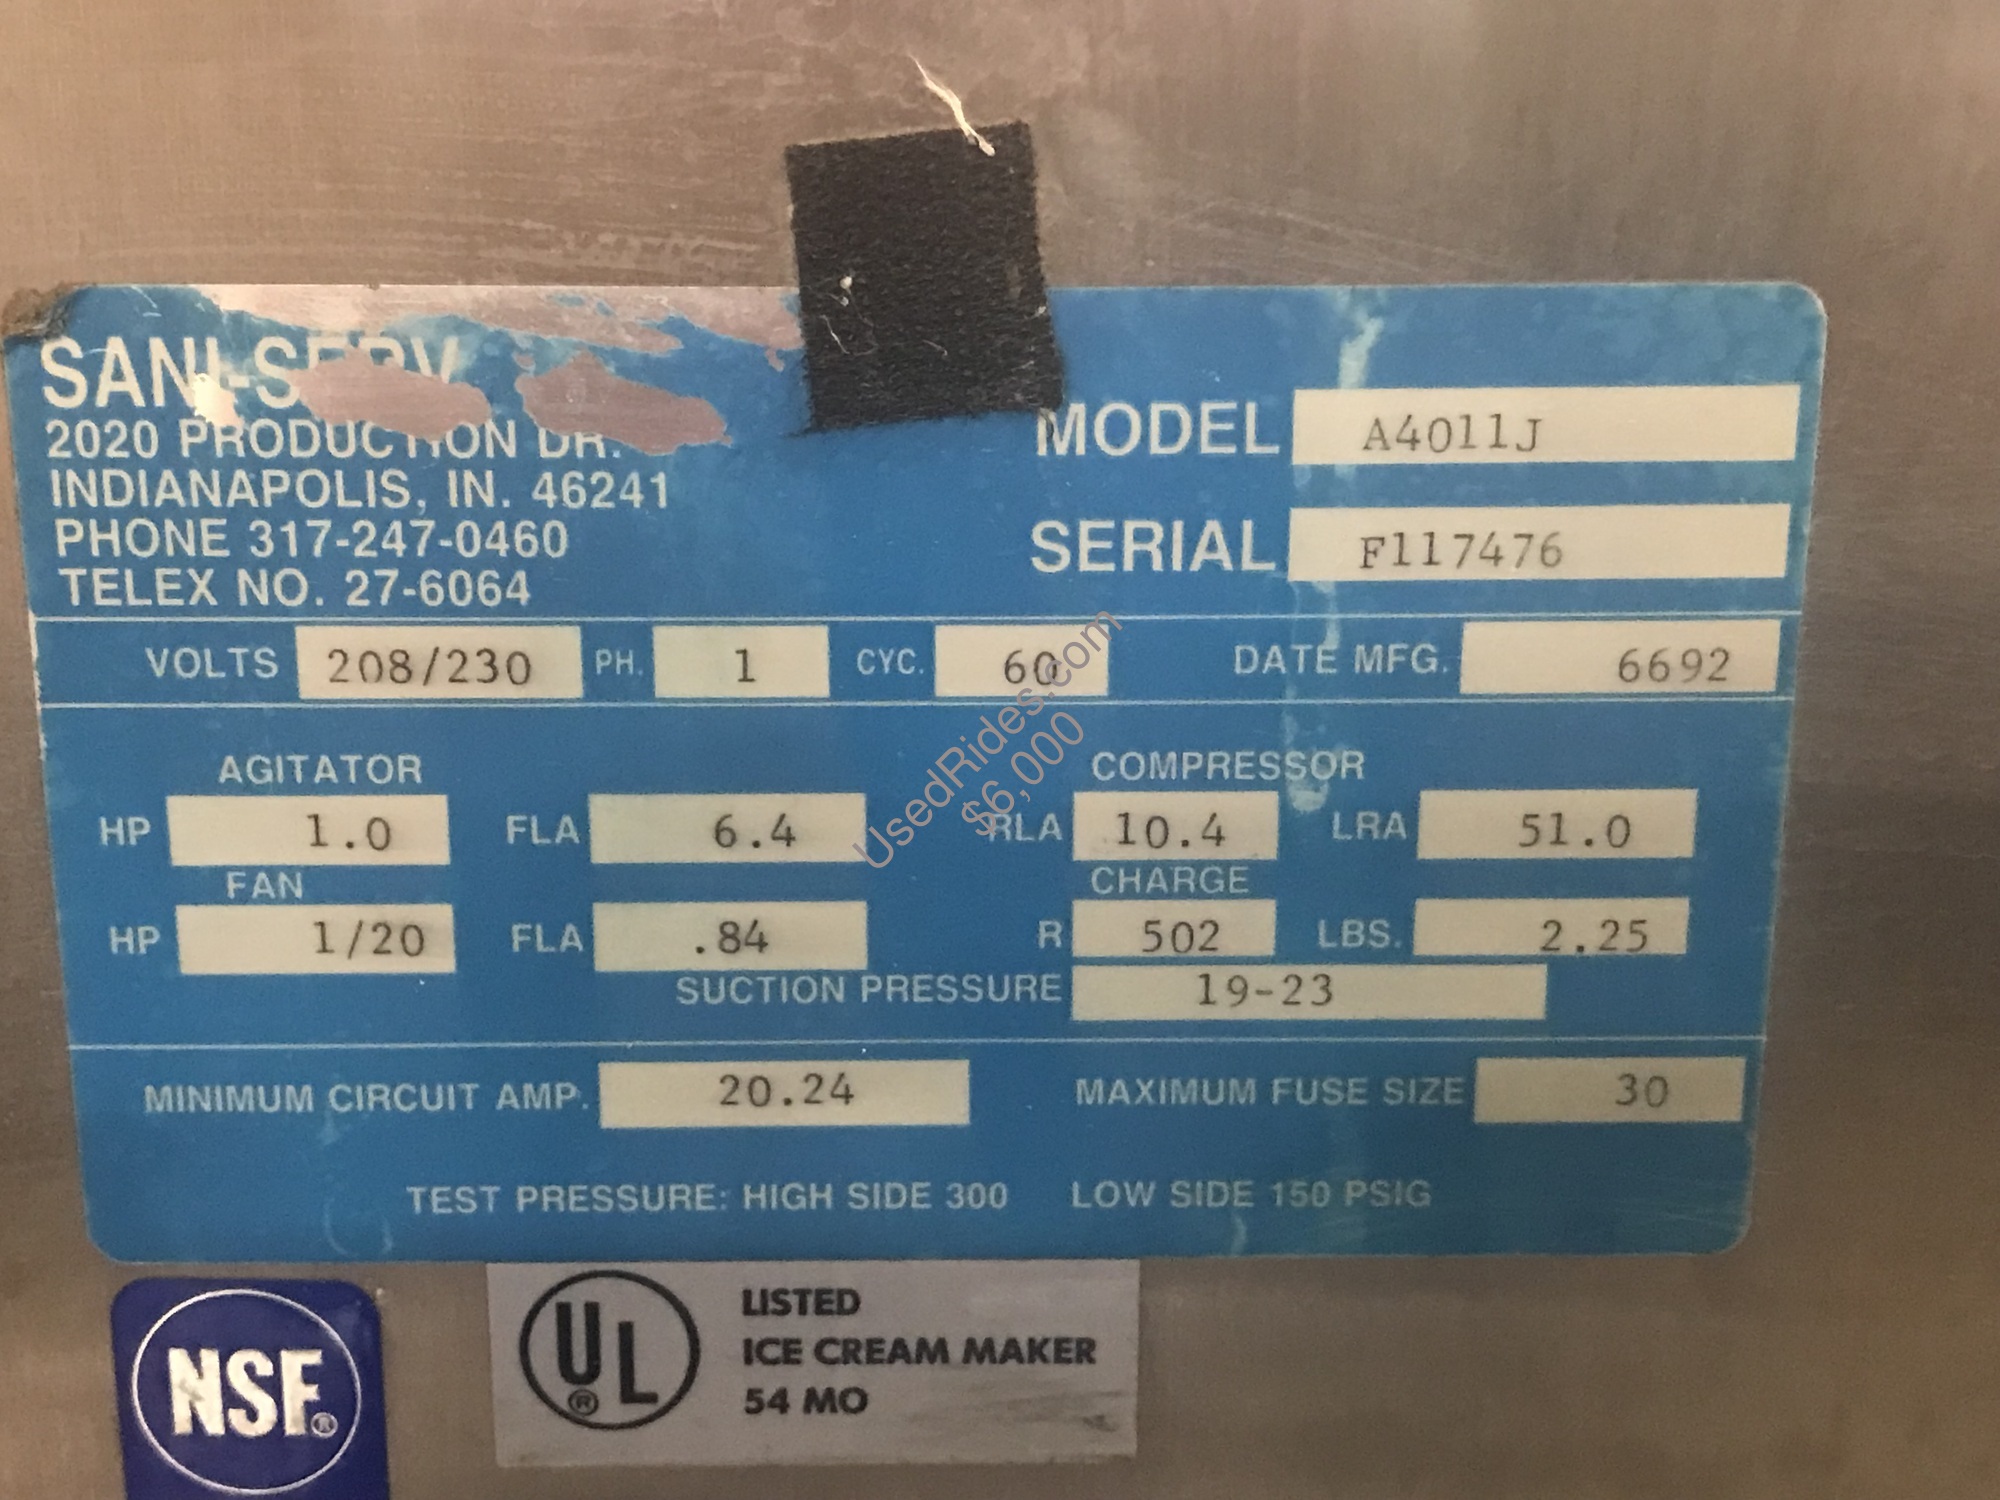 SANI-SERV
2020 PRODUCTION DR.
INDIANAPOLIS, IN. 46241
PHONE 317-247-0460
TELEX NO. 27-6064
MODEL A4011J
SERIAL F117476
VOLTS 208/230 PH. 1 CYC. 60 DATE MFG. 6692
AGITATOR COMPRESSOR
HP 1.0 FLA 6.4 RLA 10.4 LRA 51.0
FAN CHARGE
HP 1/20 FLA .84 R 502 LBS. 2.25
SUCTION PRESSURE 19-23
MINIMUM CIRCUIT AMP. 20.24 MAXIMUM FUSE SIZE 30
TEST PRESSURE: HIGH SIDE 300 LOW SIDE 150 PSIG
NSF®
UL®
LISTED
ICE CREAM MAKER
54 MO
UsedRides.com
$6,000